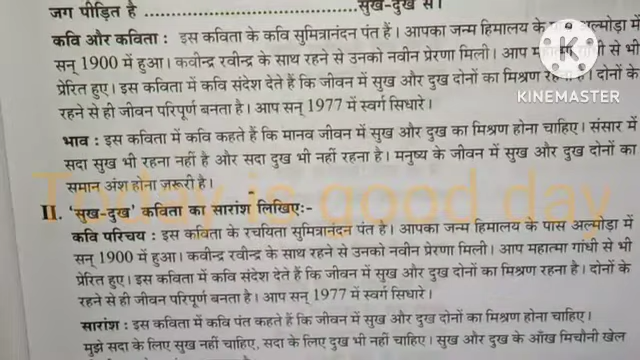 जग पीड़ित है ..........................................सुख-दुख से।
कवि और कविता : इस कविता के कवि सुमित्रानंदन पंत हैं। आपका जन्म हिमालय के पास अल्मोड़ा में
सन् 1900 में हुआ। कवीन्द्र रवीन्द्र के साथ रहने से उनको नवीन प्रेरणा मिली। आप महात्मा गांधी से भी
प्रेरित हुए। इस कविता में कवि संदेश देते हैं कि जीवन में सुख और दुख दोनों का मिश्रण रहना है। दोनों के
रहने से ही जीवन परिपूर्ण बनता है। आप सन् 1977 में स्वर्ग सिधारे।
KINEMASTER
भाव : इस कविता में कवि कहते हैं कि मानव जीवन में सुख और दुख का मिश्रण होना चाहिए। संसार में
सदा सुख भी रहना नहीं है और सदा दुख भी नहीं रहना है। मनुष्य के जीवन में सुख और दुख दोनों का
समान अंश होना ज़रूरी है।
Today is good day
II. 'सुख-दुख' कविता का सारांश लिखिए:-
कवि परिचय : इस कविता के रचयिता सुमित्रानंदन पंत है। आपका जन्म हिमालय के पास अल्मोड़ा में
सन् 1900 में हुआ। कवीन्द्र रवीन्द्र के साथ रहने से उनको नवीन प्रेरणा मिली। आप महात्मा गांधी से भी
प्रेरित हुए। इस कविता में कवि संदेश देते हैं कि जीवन में सुख और दुख दोनों का मिश्रण रहना है। दोनों के
रहने से ही जीवन परिपूर्ण बनता है। आप सन् 1977 में स्वर्ग सिधारे।
सारांश : इस कविता में कवि पंत कहते हैं कि जीवन में सुख और दुख दोनों का मिश्रण होना चाहिए।
मुझे सदा के लिए सुख नहीं चाहिए, सदा के लिए दुख भी नहीं चाहिए। सुख और दुख के आँख मिचौनी खेल